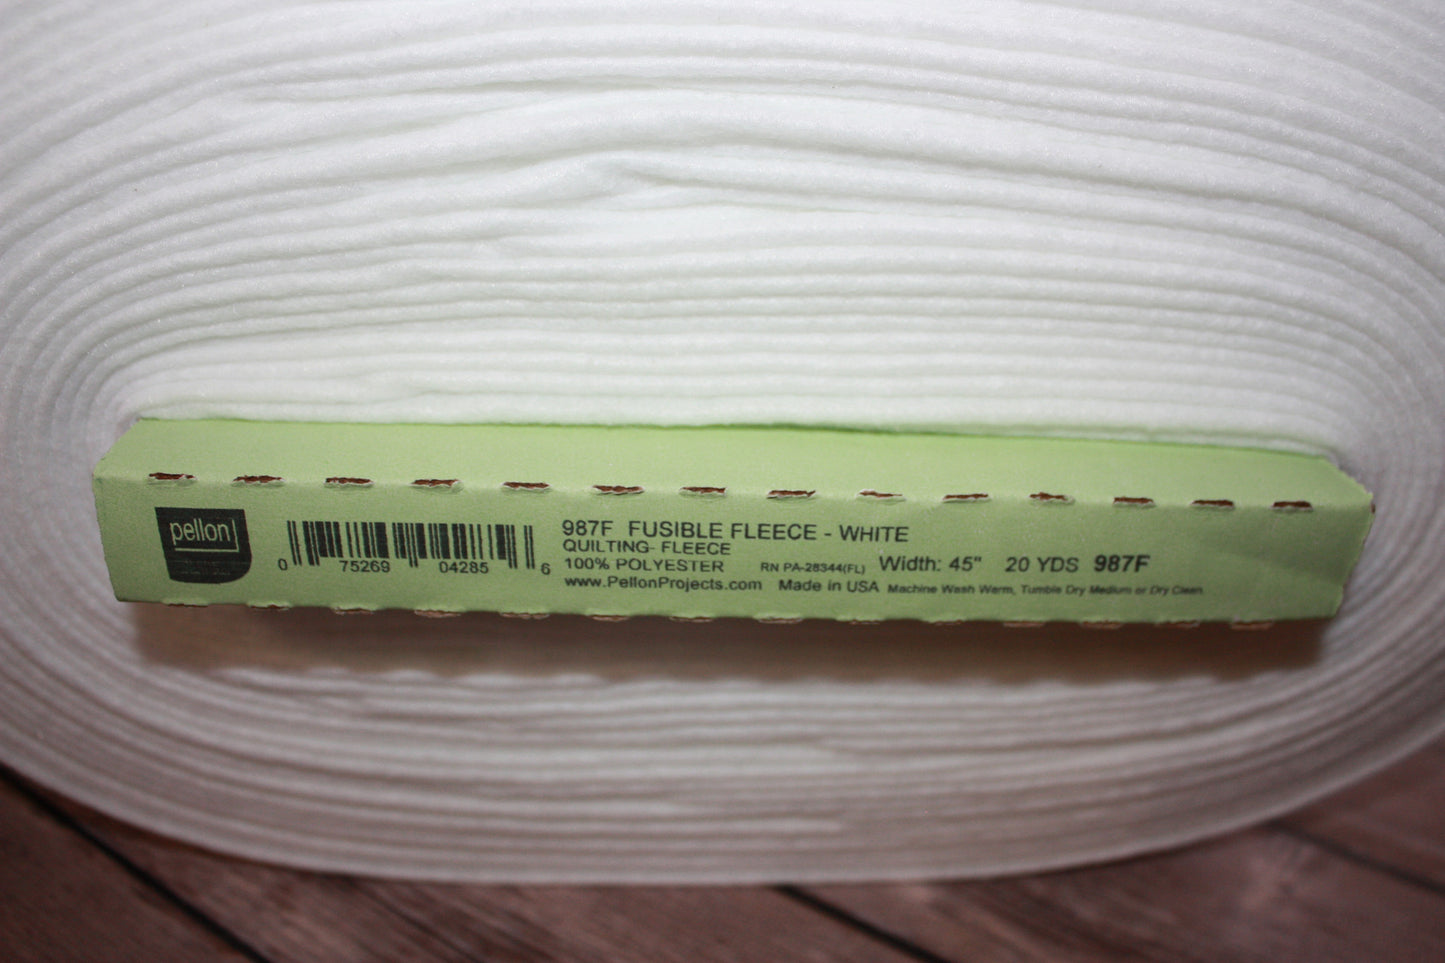 pellon
0 75269 04285 6
987F FUSIBLE FLEECE - WHITE
QUILTING- FLEECE
100% POLYESTER RN PA-28344(FL) Width: 45" 20 YDS 987F
www.PellonProjects.com Made in USA Machine Wash Warm, Tumble Dry Medium or Dry Clean